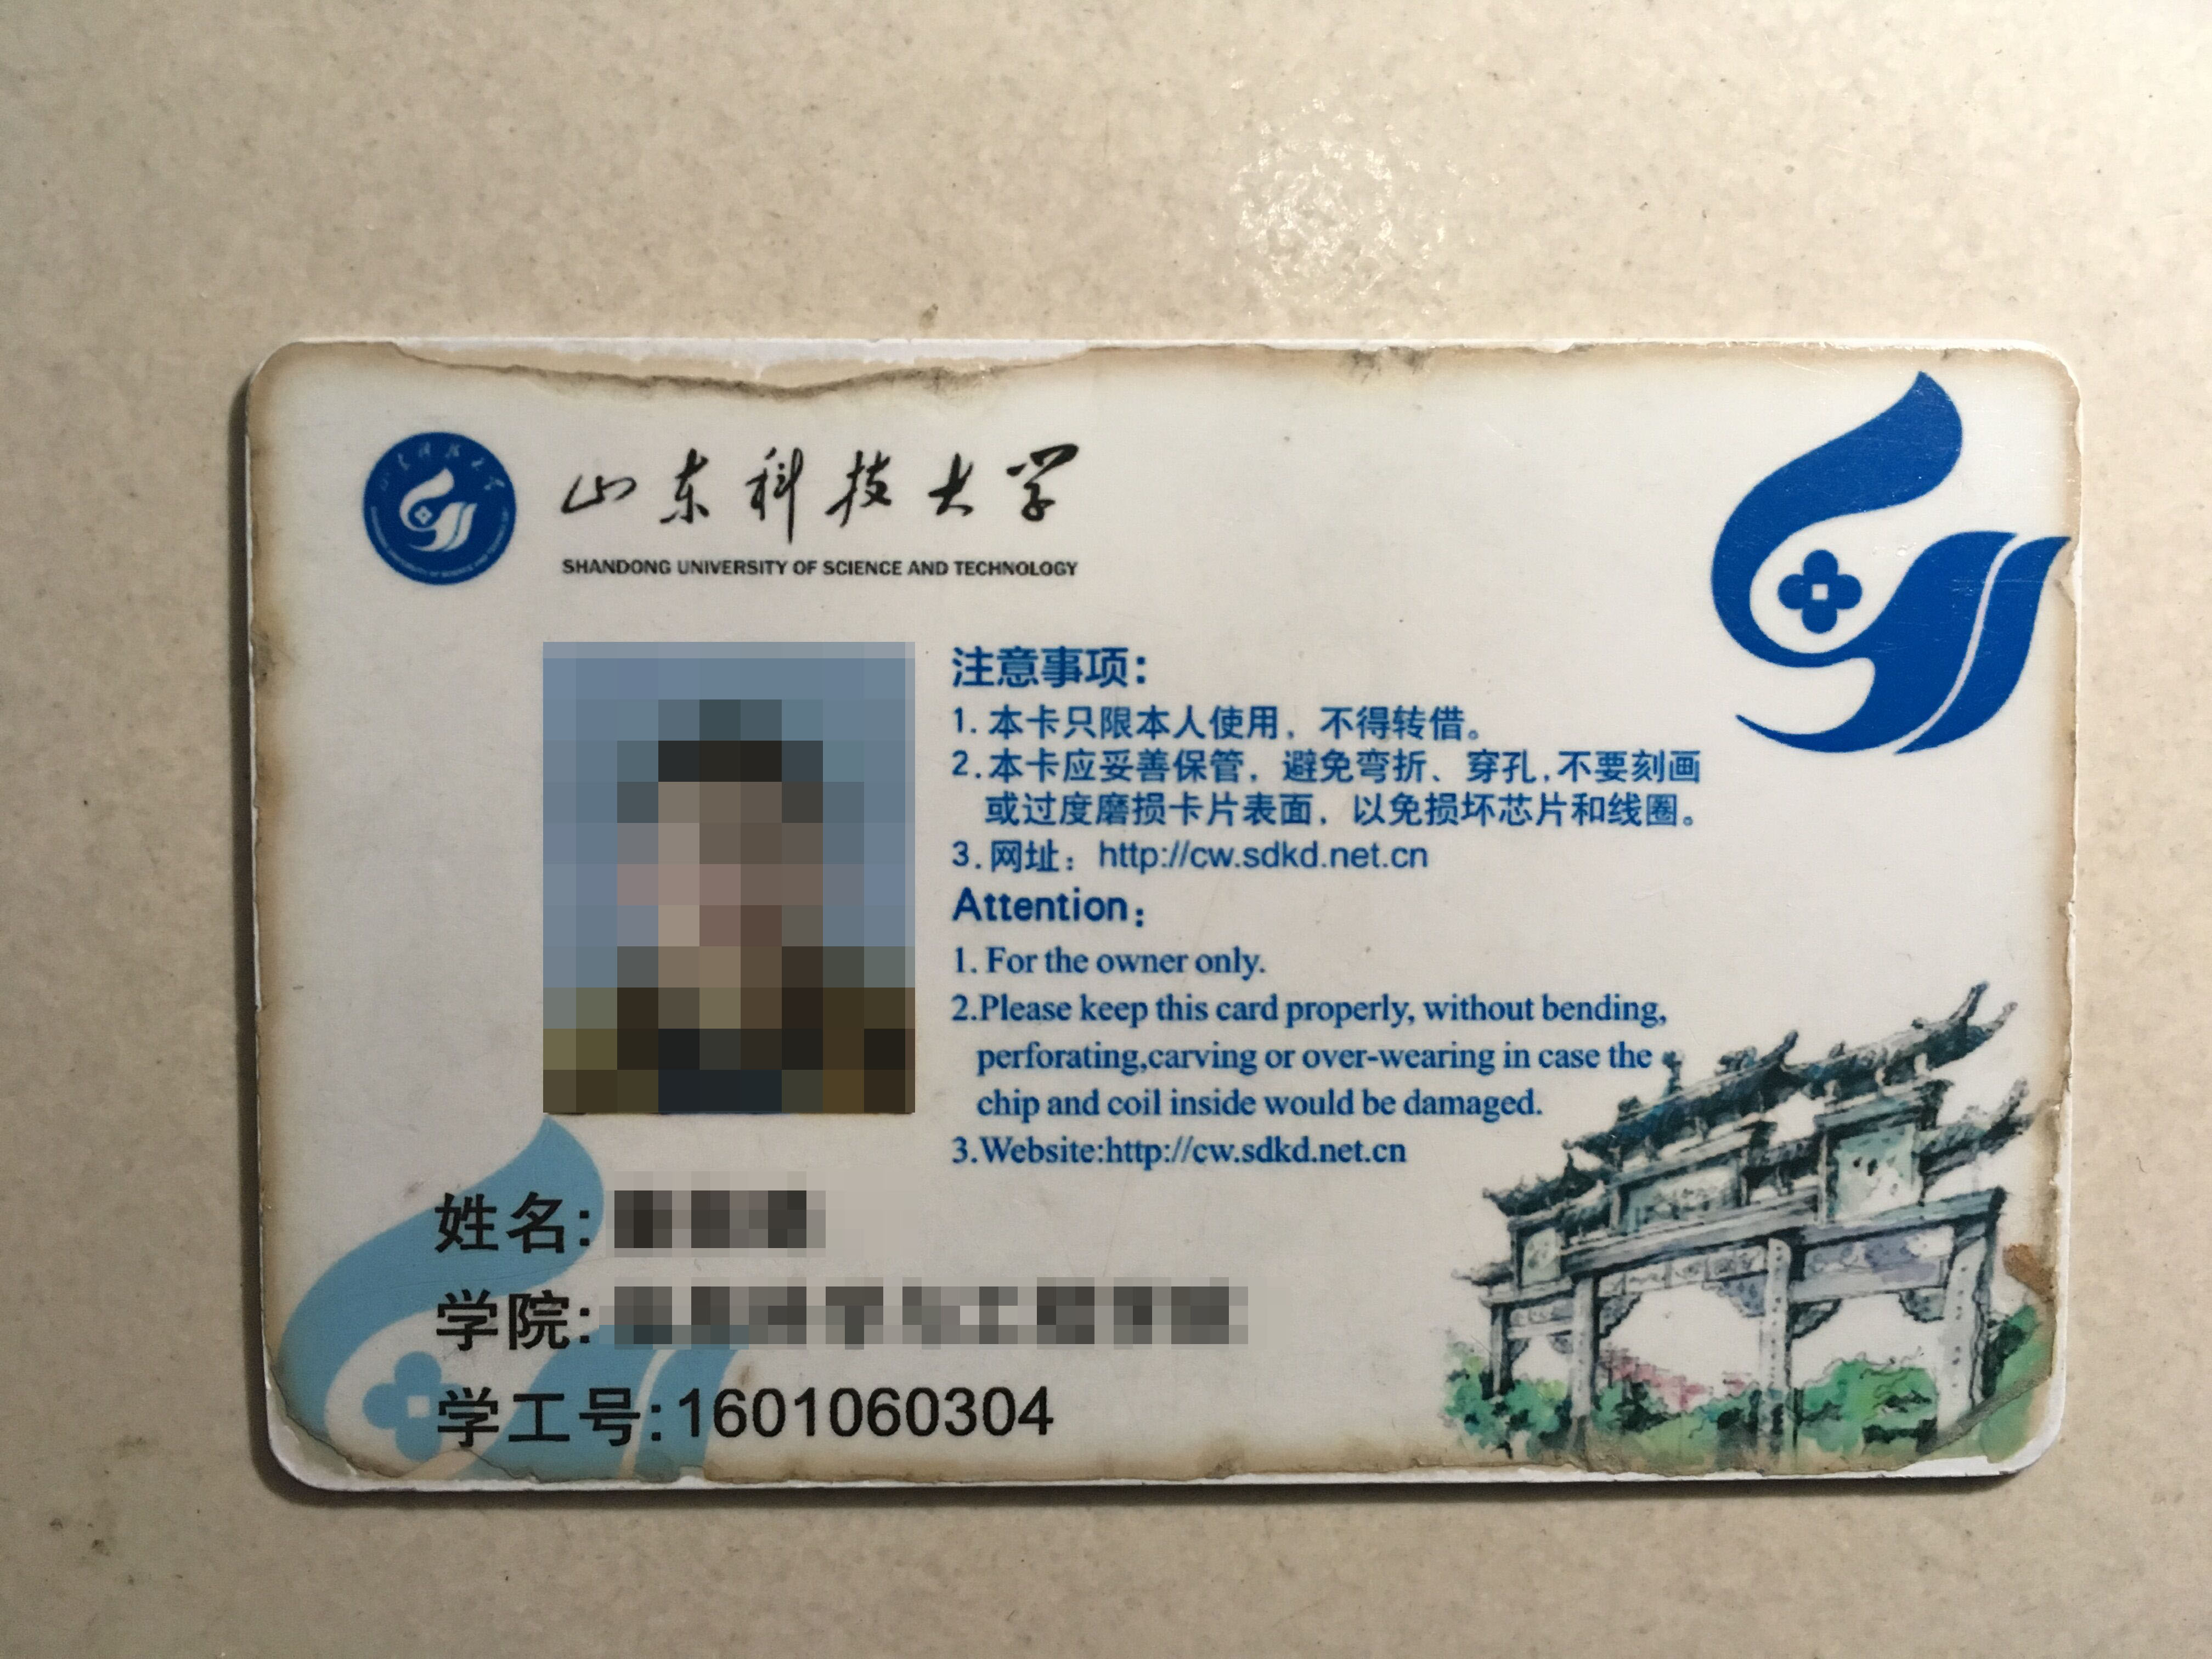 山东科技大学
SHANDONG UNIVERSITY OF SCIENCE AND TECHNOLOGY
注意事项：
1. 本卡只限本人使用，不得转借。
2.本卡应妥善保管，避免弯折、穿孔,不要刻画
或过度磨损卡片表面，以免损坏芯片和线圈。
3.网址：http://cw.sdkd.net.cn
Attention：
1. For the owner only.
2.Please keep this card properly, without bending,
perforating,carving or over-wearing in case the
chip and coil inside would be damaged.
3.Website:http://cw.sdkd.net.cn
姓名:
学院:
学工号:1601060304